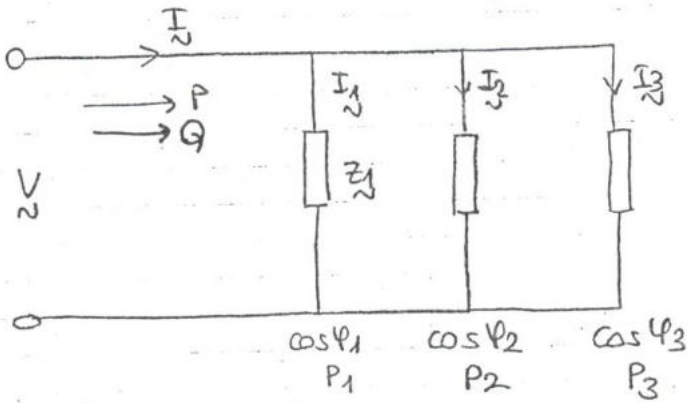 I
P
Q
V
I1 I2 I3
Z1
cosφ1 cosφ2 cosφ3
P1 P2 P3